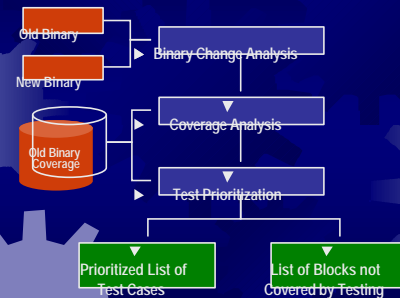 Old Binary
Binary Change Analysis
New Binary
Coverage Analysis
Old Binary
Coverage
Test Prioritization
Prioritized List of
Test Cases
List of Blocks not
Covered by Testing